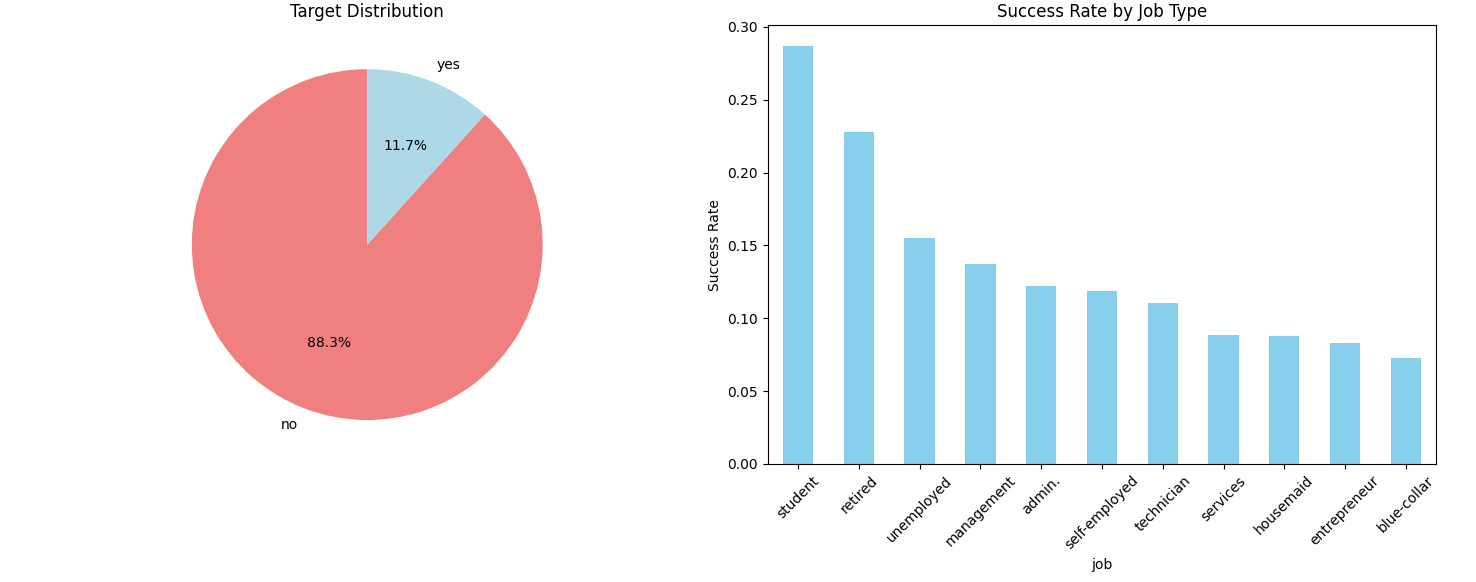 Target Distribution
yes
11.7%
88.3%
no
Success Rate by Job Type
Success Rate
0.30
0.25
0.20
0.15
0.10
0.05
0.00
student
retired
unemployed
management
admin.
self-employed
technician
services
housemaid
entrepreneur
blue-collar
job